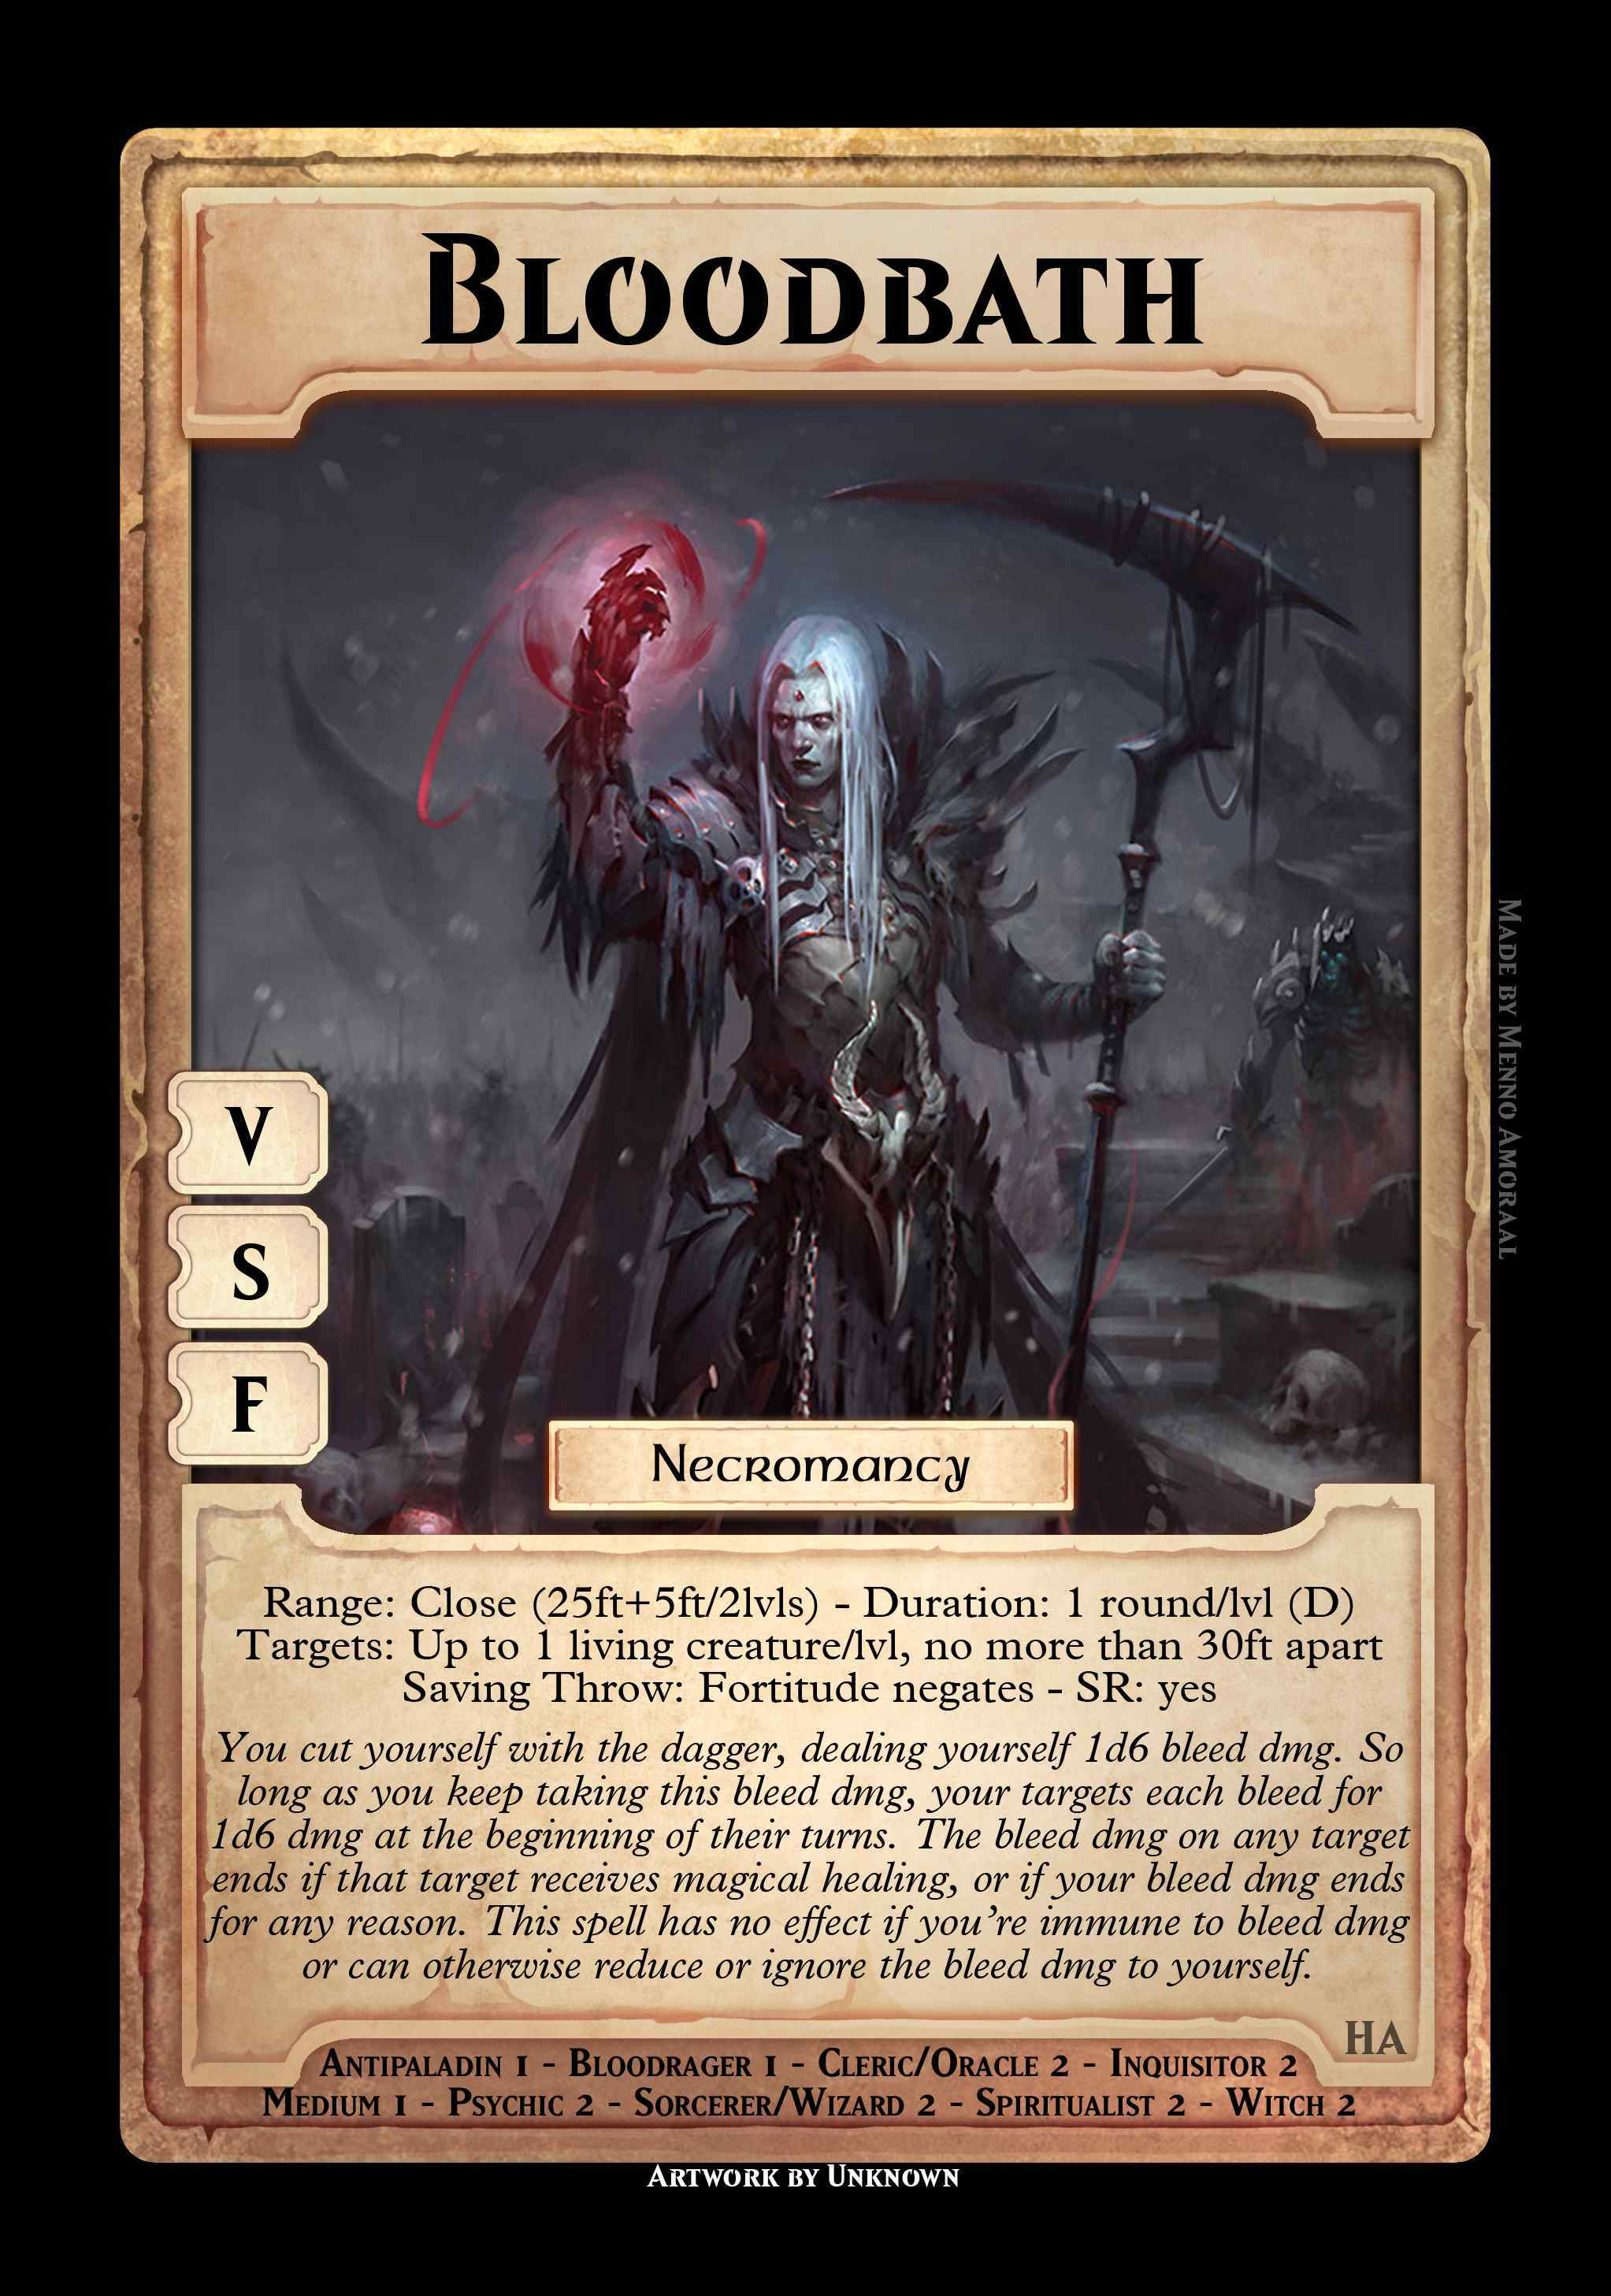 Bloodbath
V
S
F
Necromancy
Range: Close (25ft+5ft/2lvls) - Duration: 1 round/lvl (D)
Targets: Up to 1 living creature/lvl, no more than 30ft apart
Saving Throw: Fortitude negates - SR: yes
You cut yourself with the dagger, dealing yourself 1d6 bleed dmg. So
long as you keep taking this bleed dmg, your targets each bleed for
1d6 dmg at the beginning of their turns. The bleed dmg on any target
ends if that target receives magical healing, or if your bleed dmg ends
for any reason. This spell has no effect if you’re immune to bleed dmg
or can otherwise reduce or ignore the bleed dmg to yourself.
HA
Antipaladin 1 - Bloodrager 1 - Cleric/Oracle 2 - Inquisitor 2
Medium 1 - Psychic 2 - Sorcerer/Wizard 2 - Spiritualist 2 - Witch 2
Artwork by Unknown
Made by Menno Amoraal